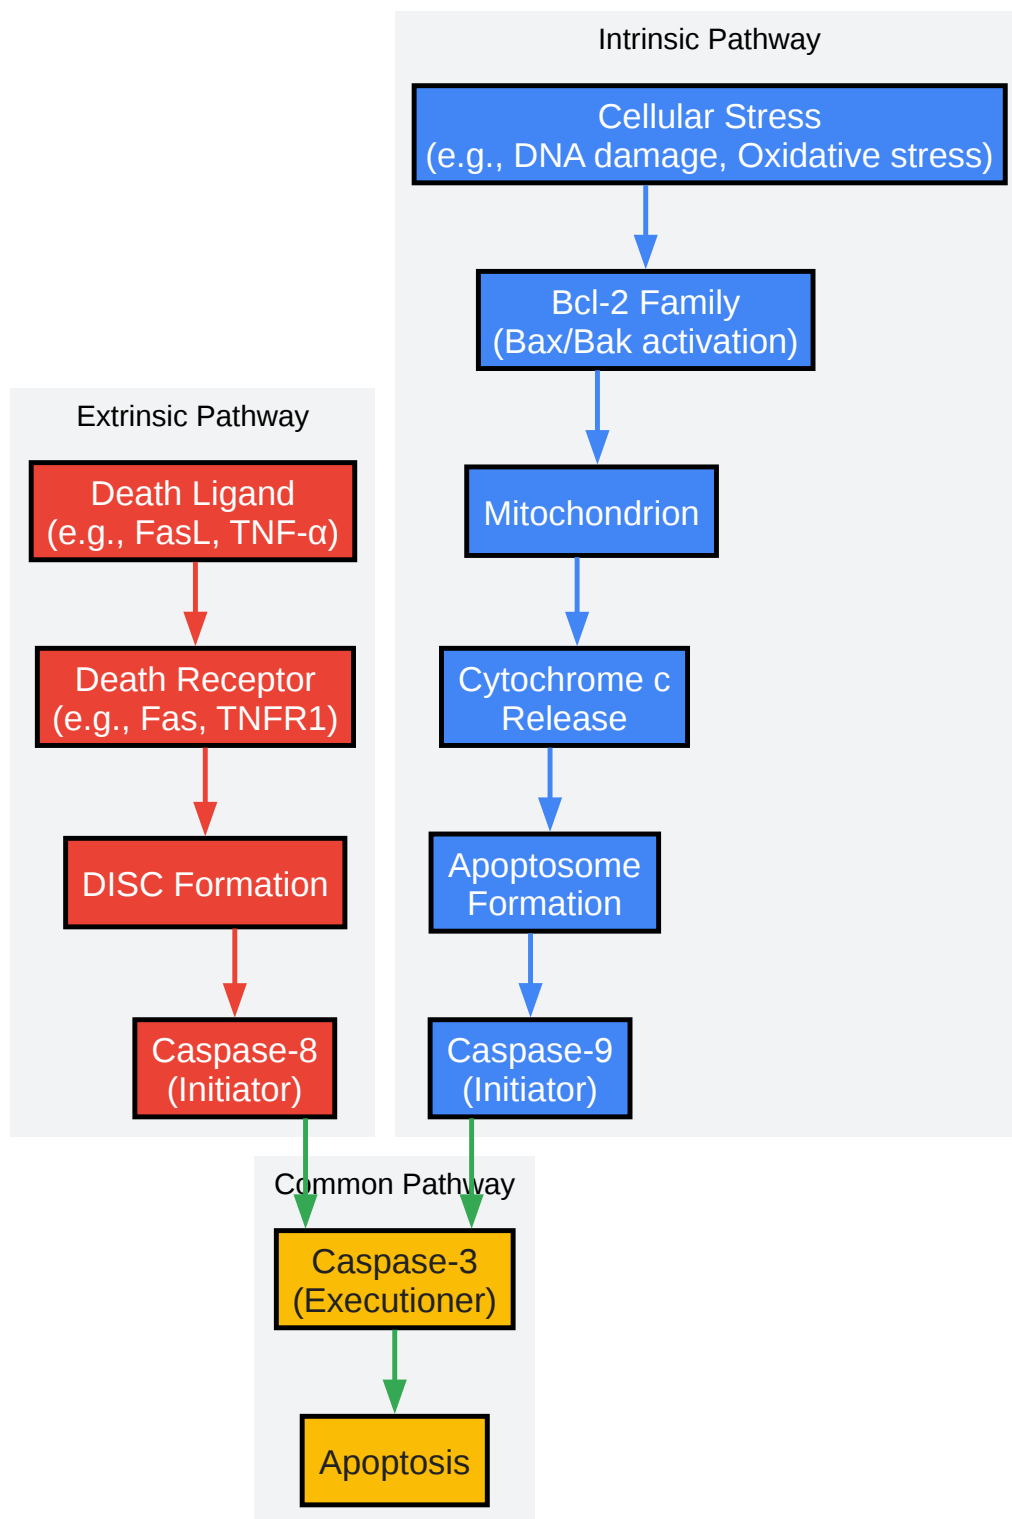 Intrinsic Pathway
Cellular Stress
(e.g., DNA damage, Oxidative stress)
Bcl-2 Family
(Bax/Bak activation)
Mitochondrion
Cytochrome c
Release
Apoptosome
Formation
Caspase-9
(Initiator)
Extrinsic Pathway
Death Ligand
(e.g., FasL, TNF-α)
Death Receptor
(e.g., Fas, TNFR1)
DISC Formation
Caspase-8
(Initiator)
Common Pathway
Caspase-3
(Executioner)
Apoptosis